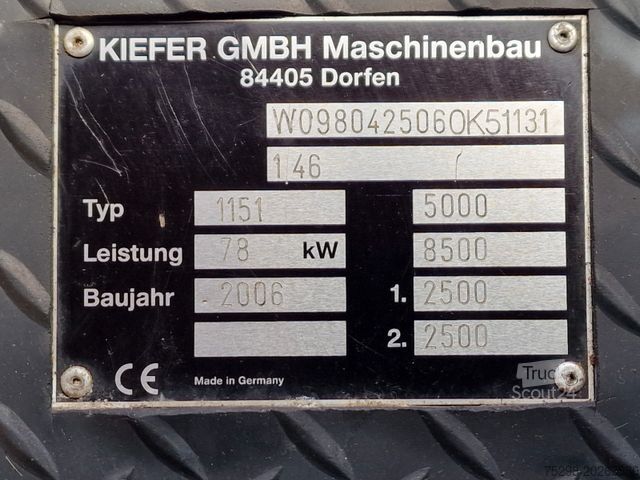 KIEFER GMBH Maschinenbau
84405 Dorfen
W0980425060K51131
1146
Typ 1151 5000
Leistung 78 kW 8500
Baujahr 2006 1. 2500
2. 2500
CE Made in Germany
Truck
Scout24